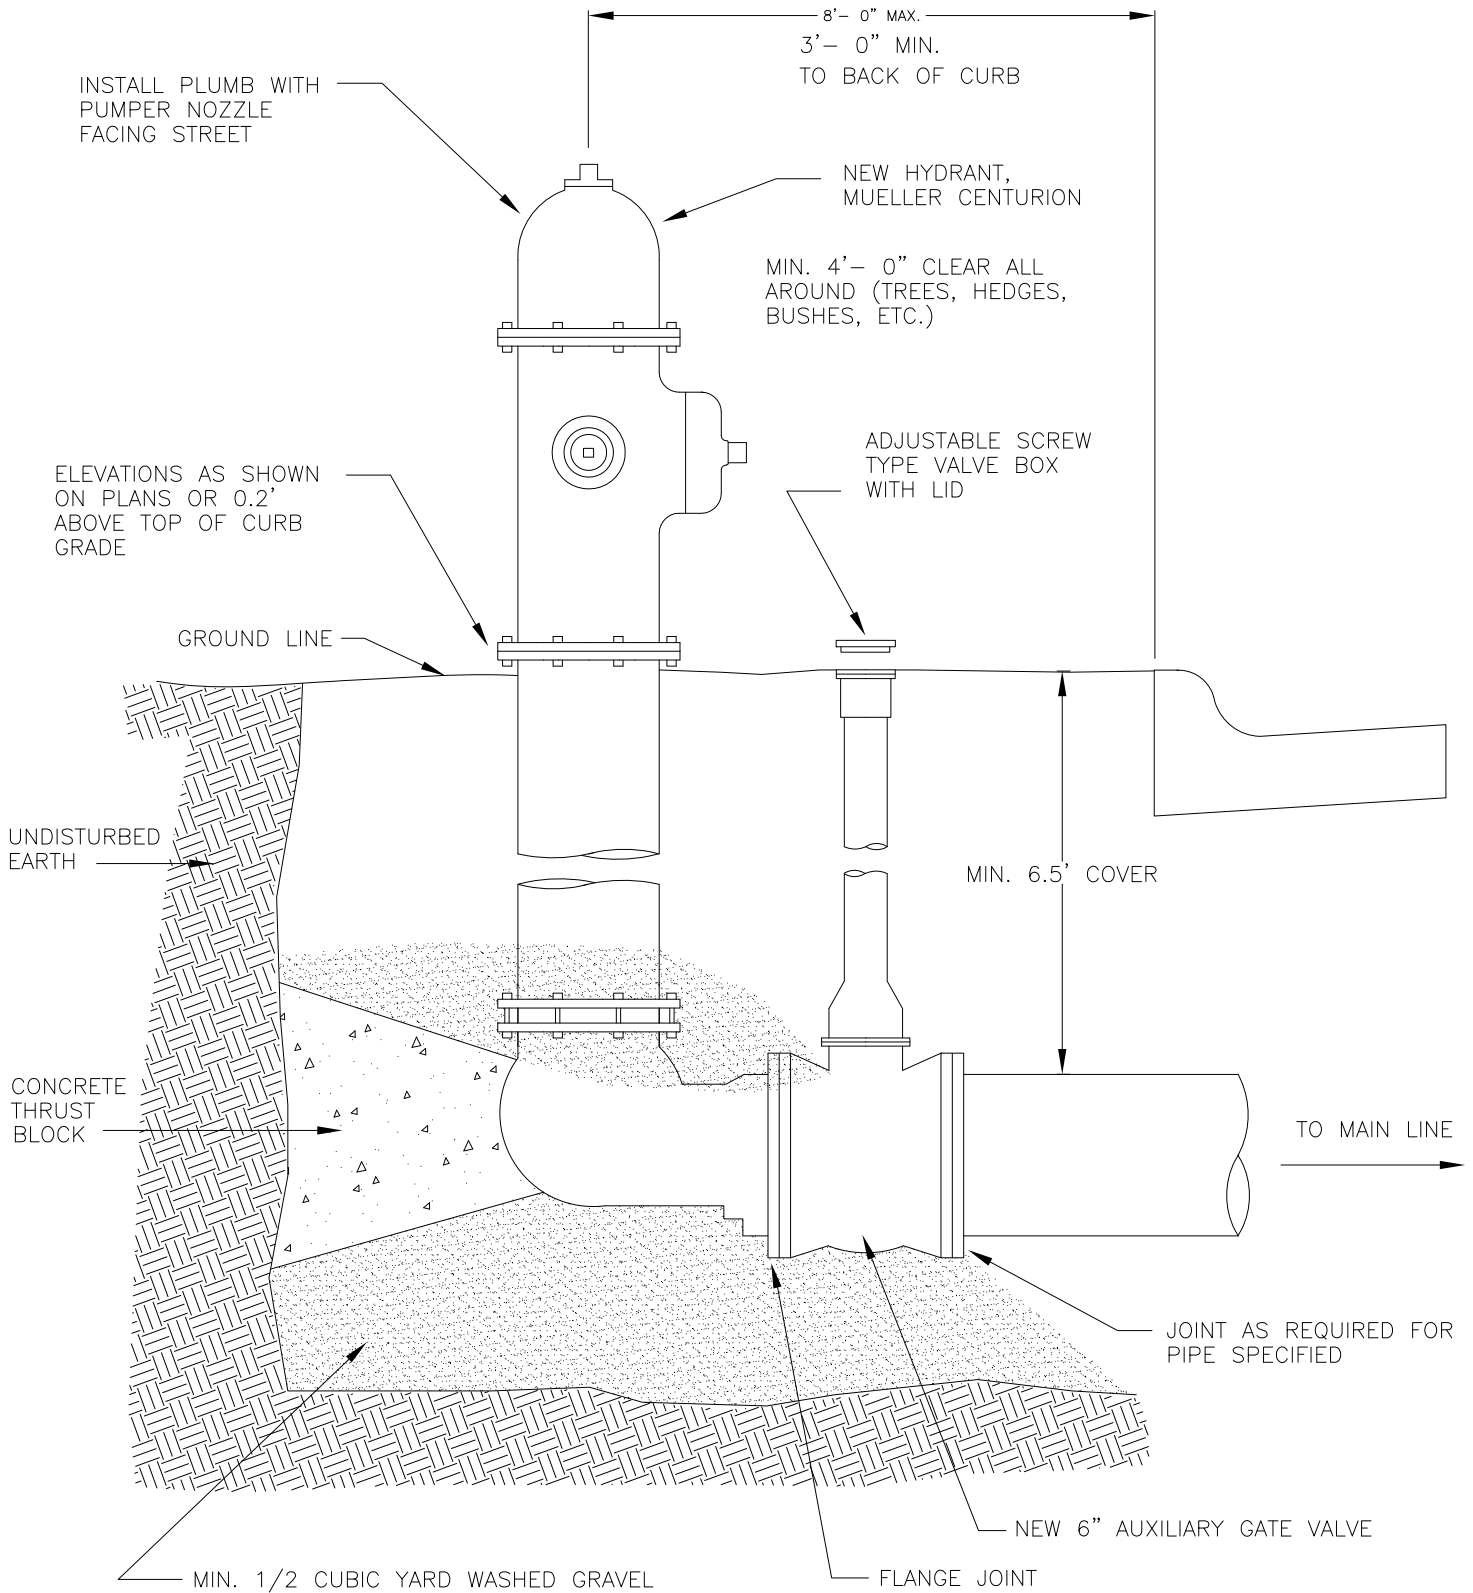 8'- 0" MAX.
3'- 0" MIN.
TO BACK OF CURB
INSTALL PLUMB WITH
PUMPER NOZZLE
FACING STREET
NEW HYDRANT,
MUELLER CENTURION
MIN. 4'- 0" CLEAR ALL
AROUND (TREES, HEDGES,
BUSHES, ETC.)
ADJUSTABLE SCREW
TYPE VALVE BOX
WITH LID
ELEVATIONS AS SHOWN
ON PLANS OR 0.2'
ABOVE TOP OF CURB
GRADE
GROUND LINE
UNDISTURBED
EARTH
MIN. 6.5' COVER
CONCRETE
THRUST
BLOCK
TO MAIN LINE
JOINT AS REQUIRED FOR
PIPE SPECIFIED
NEW 6" AUXILIARY GATE VALVE
FLANGE JOINT
MIN. 1/2 CUBIC YARD WASHED GRAVEL